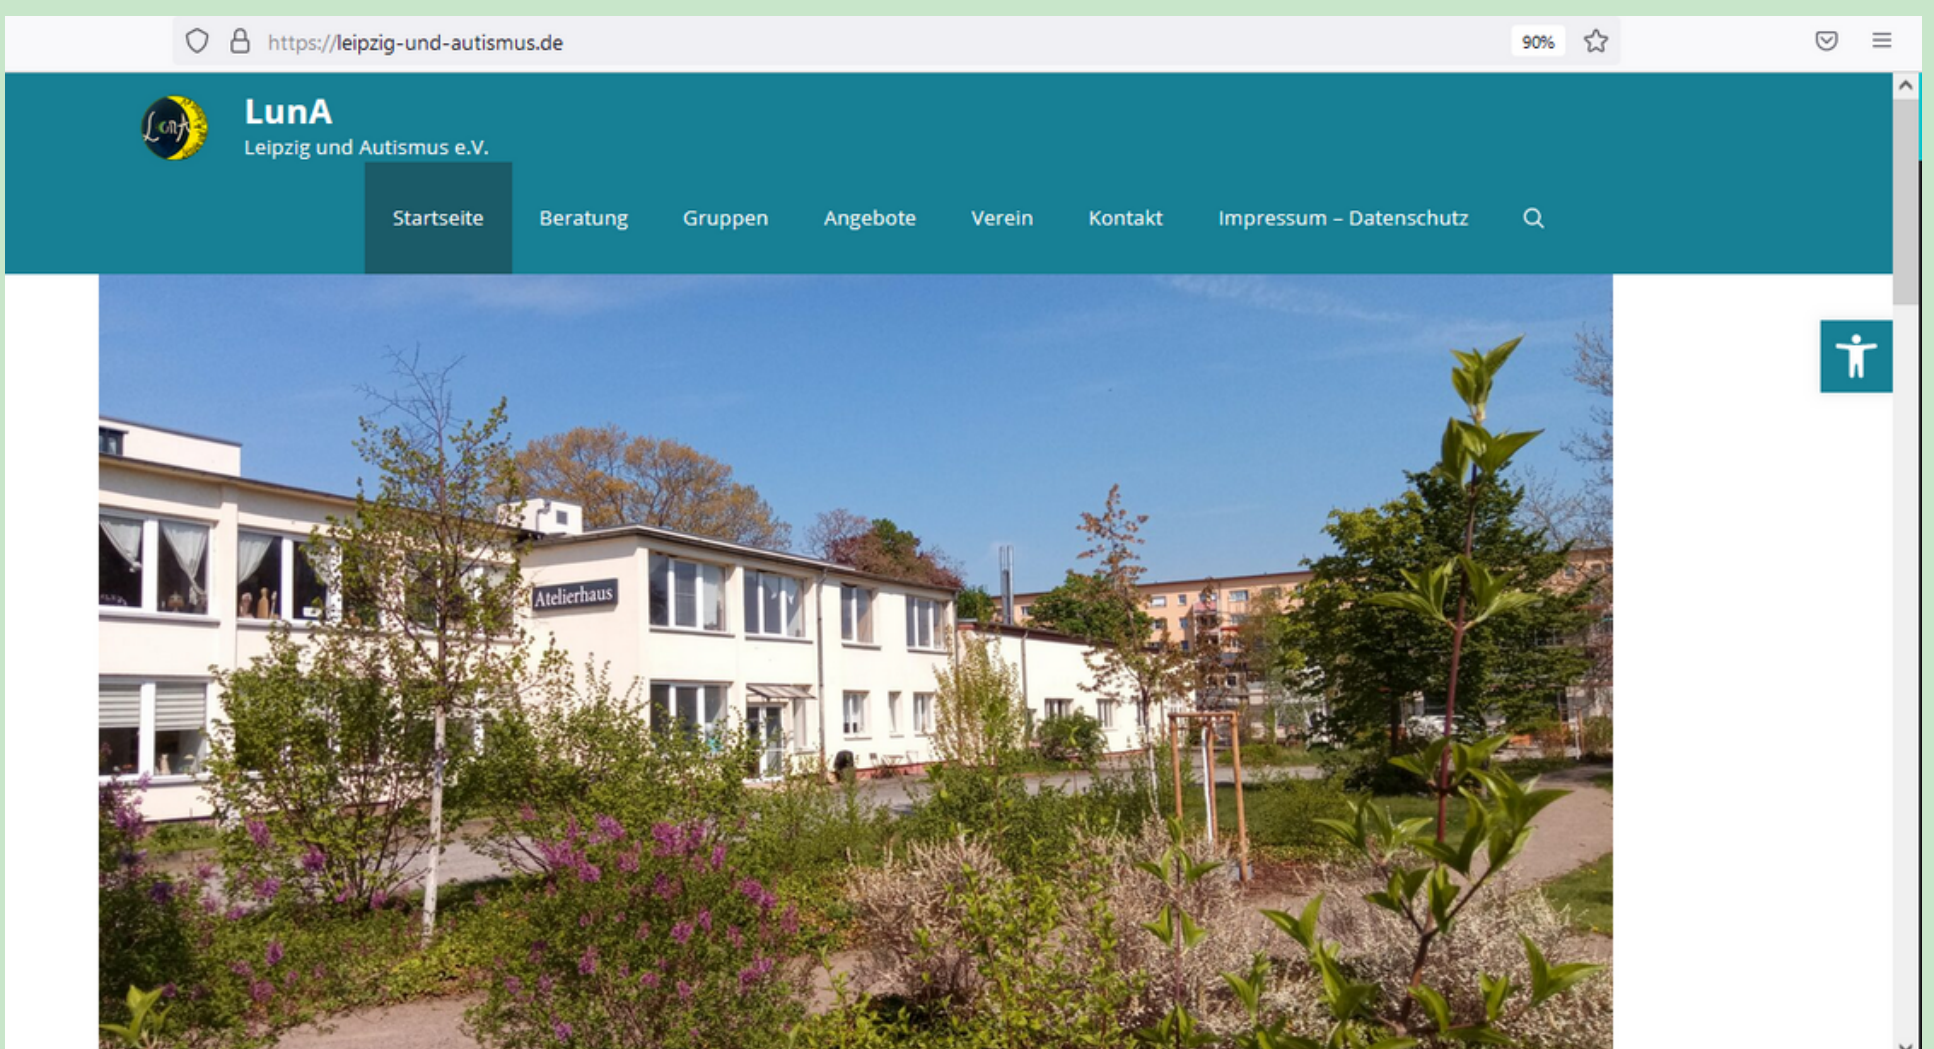 https://leipzig-und-autismus.de
90%
LunA
LunA
Leipzig und Autismus e.V.
Startseite
Beratung
Gruppen
Angebote
Verein
Kontakt
Impressum – Datenschutz
Atelierhaus